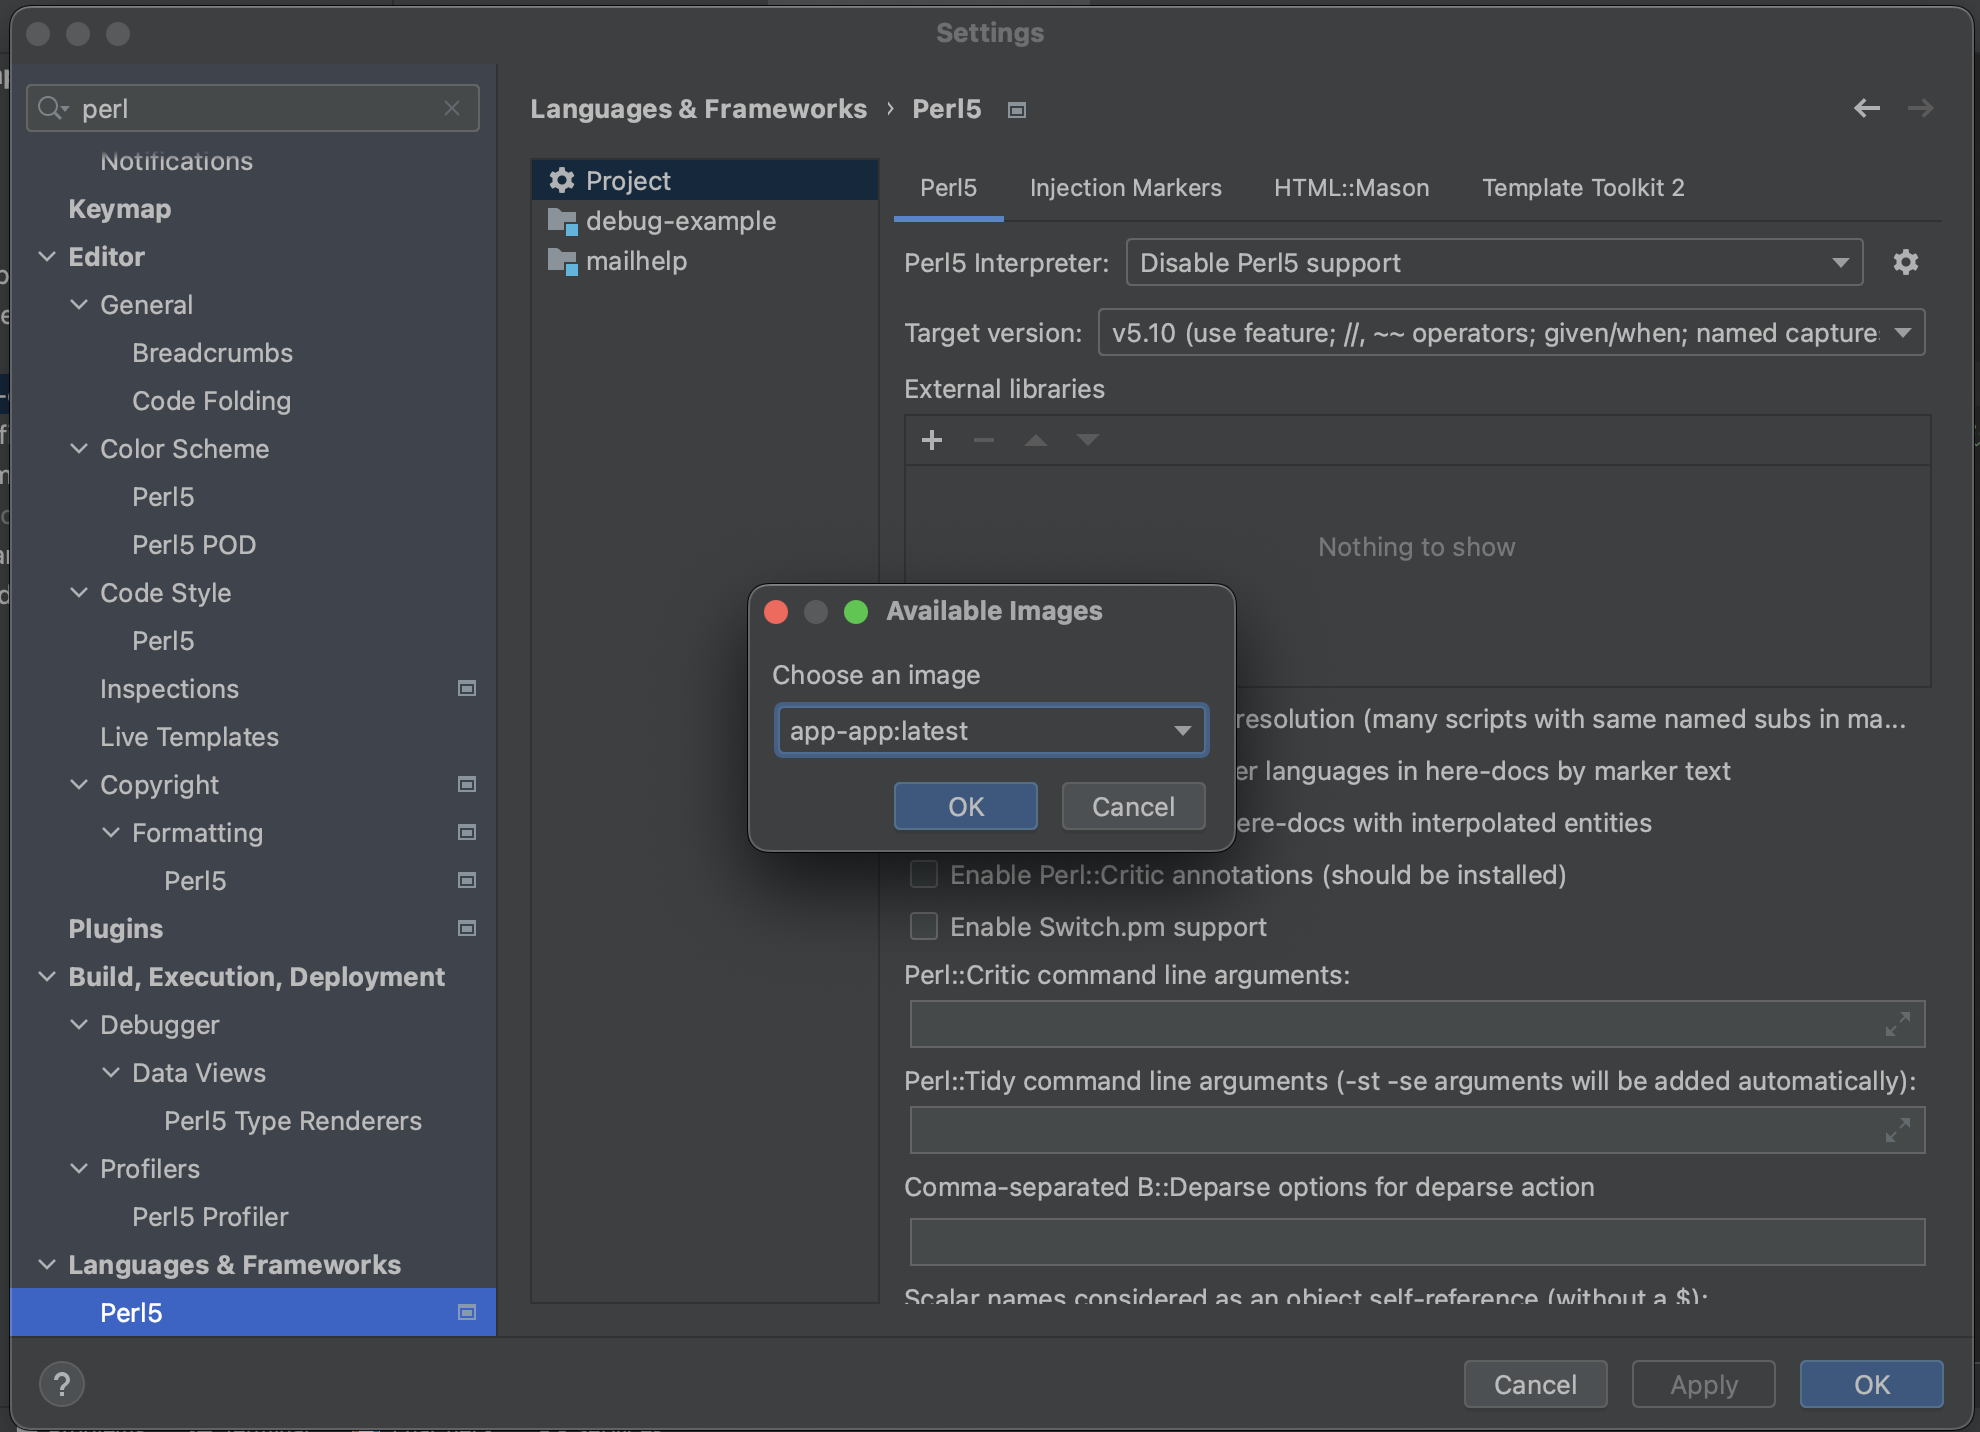 Settings
perl
Notifications
Keymap
Editor
General
Breadcrumbs
Code Folding
Color Scheme
Perl5
Perl5 POD
Code Style
Perl5
Inspections
Live Templates
Copyright
Formatting
Perl5
Plugins
Build, Execution, Deployment
Debugger
Data Views
Perl5 Type Renderers
Profilers
Perl5 Profiler
Languages & Frameworks
Perl5
Languages & Frameworks › Perl5
Project
debug-example
mailhelp
Perl5 Injection Markers HTML::Mason Template Toolkit 2
Perl5 Interpreter: Disable Perl5 support
Target version: v5.10 (use feature; //, ~~ operators; given/when; named capture
External libraries
Nothing to show
Available Images
Choose an image
app-app:latest
OK Cancel
resolution (many scripts with same named subs in ma...
er languages in here-docs by marker text
ere-docs with interpolated entities
Enable Perl::Critic annotations (should be installed)
Enable Switch.pm support
Perl::Critic command line arguments:
Perl::Tidy command line arguments (-st -se arguments will be added automatically):
Comma-separated B::Deparse options for deparse action
Scalar names considered as an object self-reference (without a $):
?
Cancel Apply OK